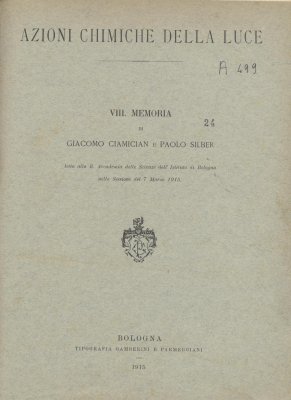 AZIONI CHIMICHE DELLA LUCE
A 499
VIII. MEMORIA
DI
24
GIACOMO CIAMICIAN E PAOLO SILBER
letta alla R. Accademia delle Scienze dell'Istituto di Bologna
nella Sessione del 7 Marzo 1915.
BOLOGNA
TIPOGRAFIA GAMBERINI E PARMEGGIANI
1915